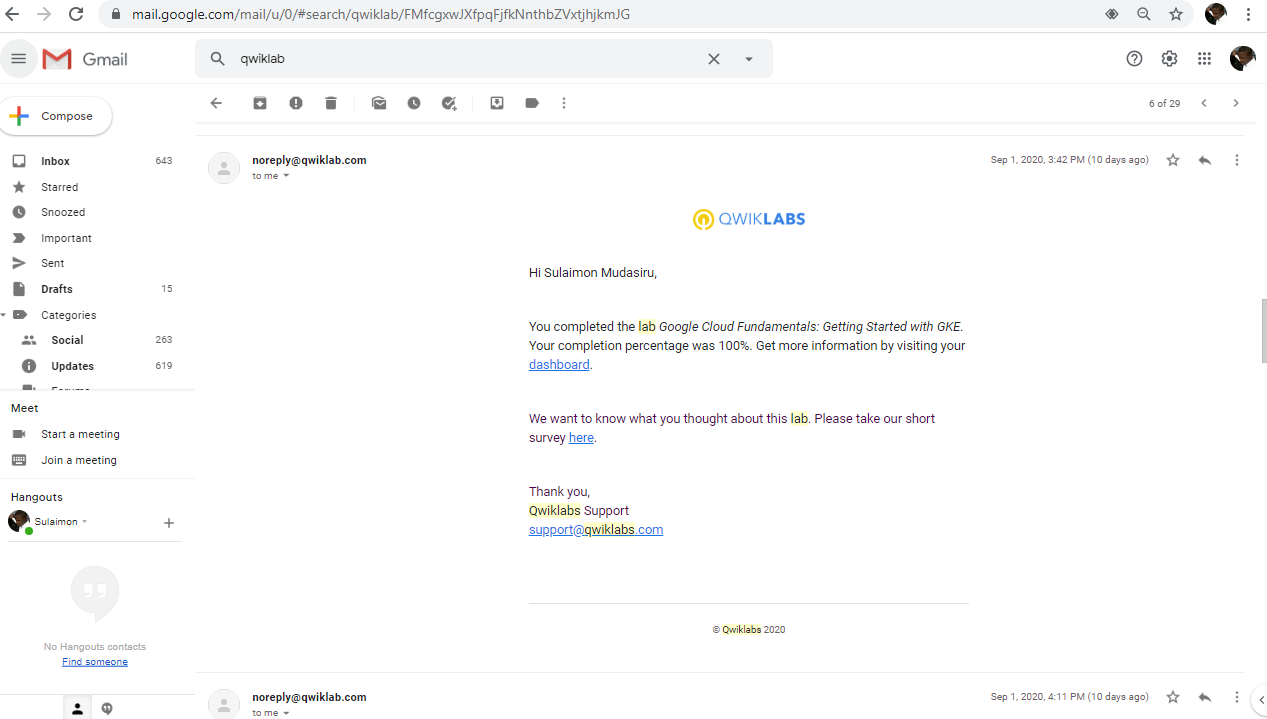 mail.google.com/mail/u/0/#search/qwiklab/FMfcgxwJXfpqFjfkNnthbZVxtjhjkmJG
Gmail
qwiklab
Compose
6 of 29
Inbox 643
Starred
Snoozed
Important
Sent
Drafts 15
Categories
Social 263
Updates 619
Forums
Meet
Start a meeting
Join a meeting
Hangouts
Sulaimon
No Hangouts contacts
Find someone
noreply@qwiklab.com
Sep 1, 2020, 3:42 PM (10 days ago)
to me
QWIKLABS
Hi Sulaimon Mudasiru,
You completed the lab Google Cloud Fundamentals: Getting Started with GKE.
Your completion percentage was 100%. Get more information by visiting your
dashboard.
We want to know what you thought about this lab. Please take our short
survey here.
Thank you,
Qwiklabs Support
support@qwiklabs.com
© Qwiklabs 2020
noreply@qwiklab.com
Sep 1, 2020, 4:11 PM (10 days ago)
to me